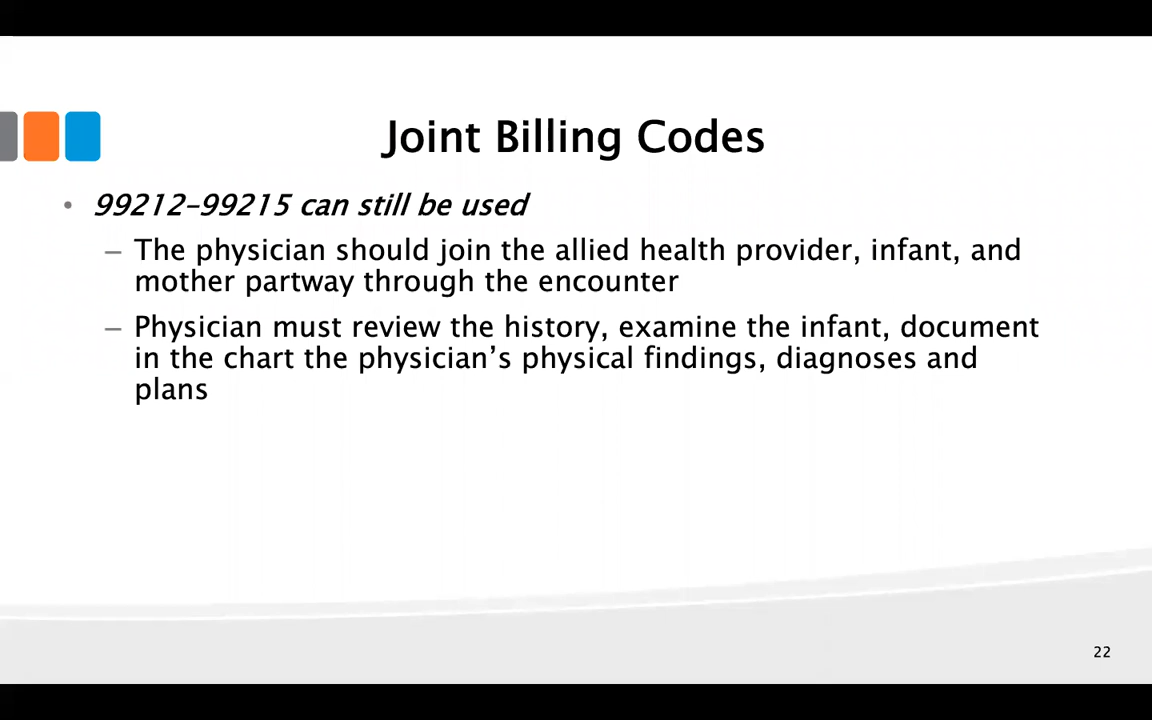 Joint Billing Codes
• 99212-99215 can still be used
– The physician should join the allied health provider, infant, and
mother partway through the encounter
– Physician must review the history, examine the infant, document
in the chart the physician’s physical findings, diagnoses and
plans
22